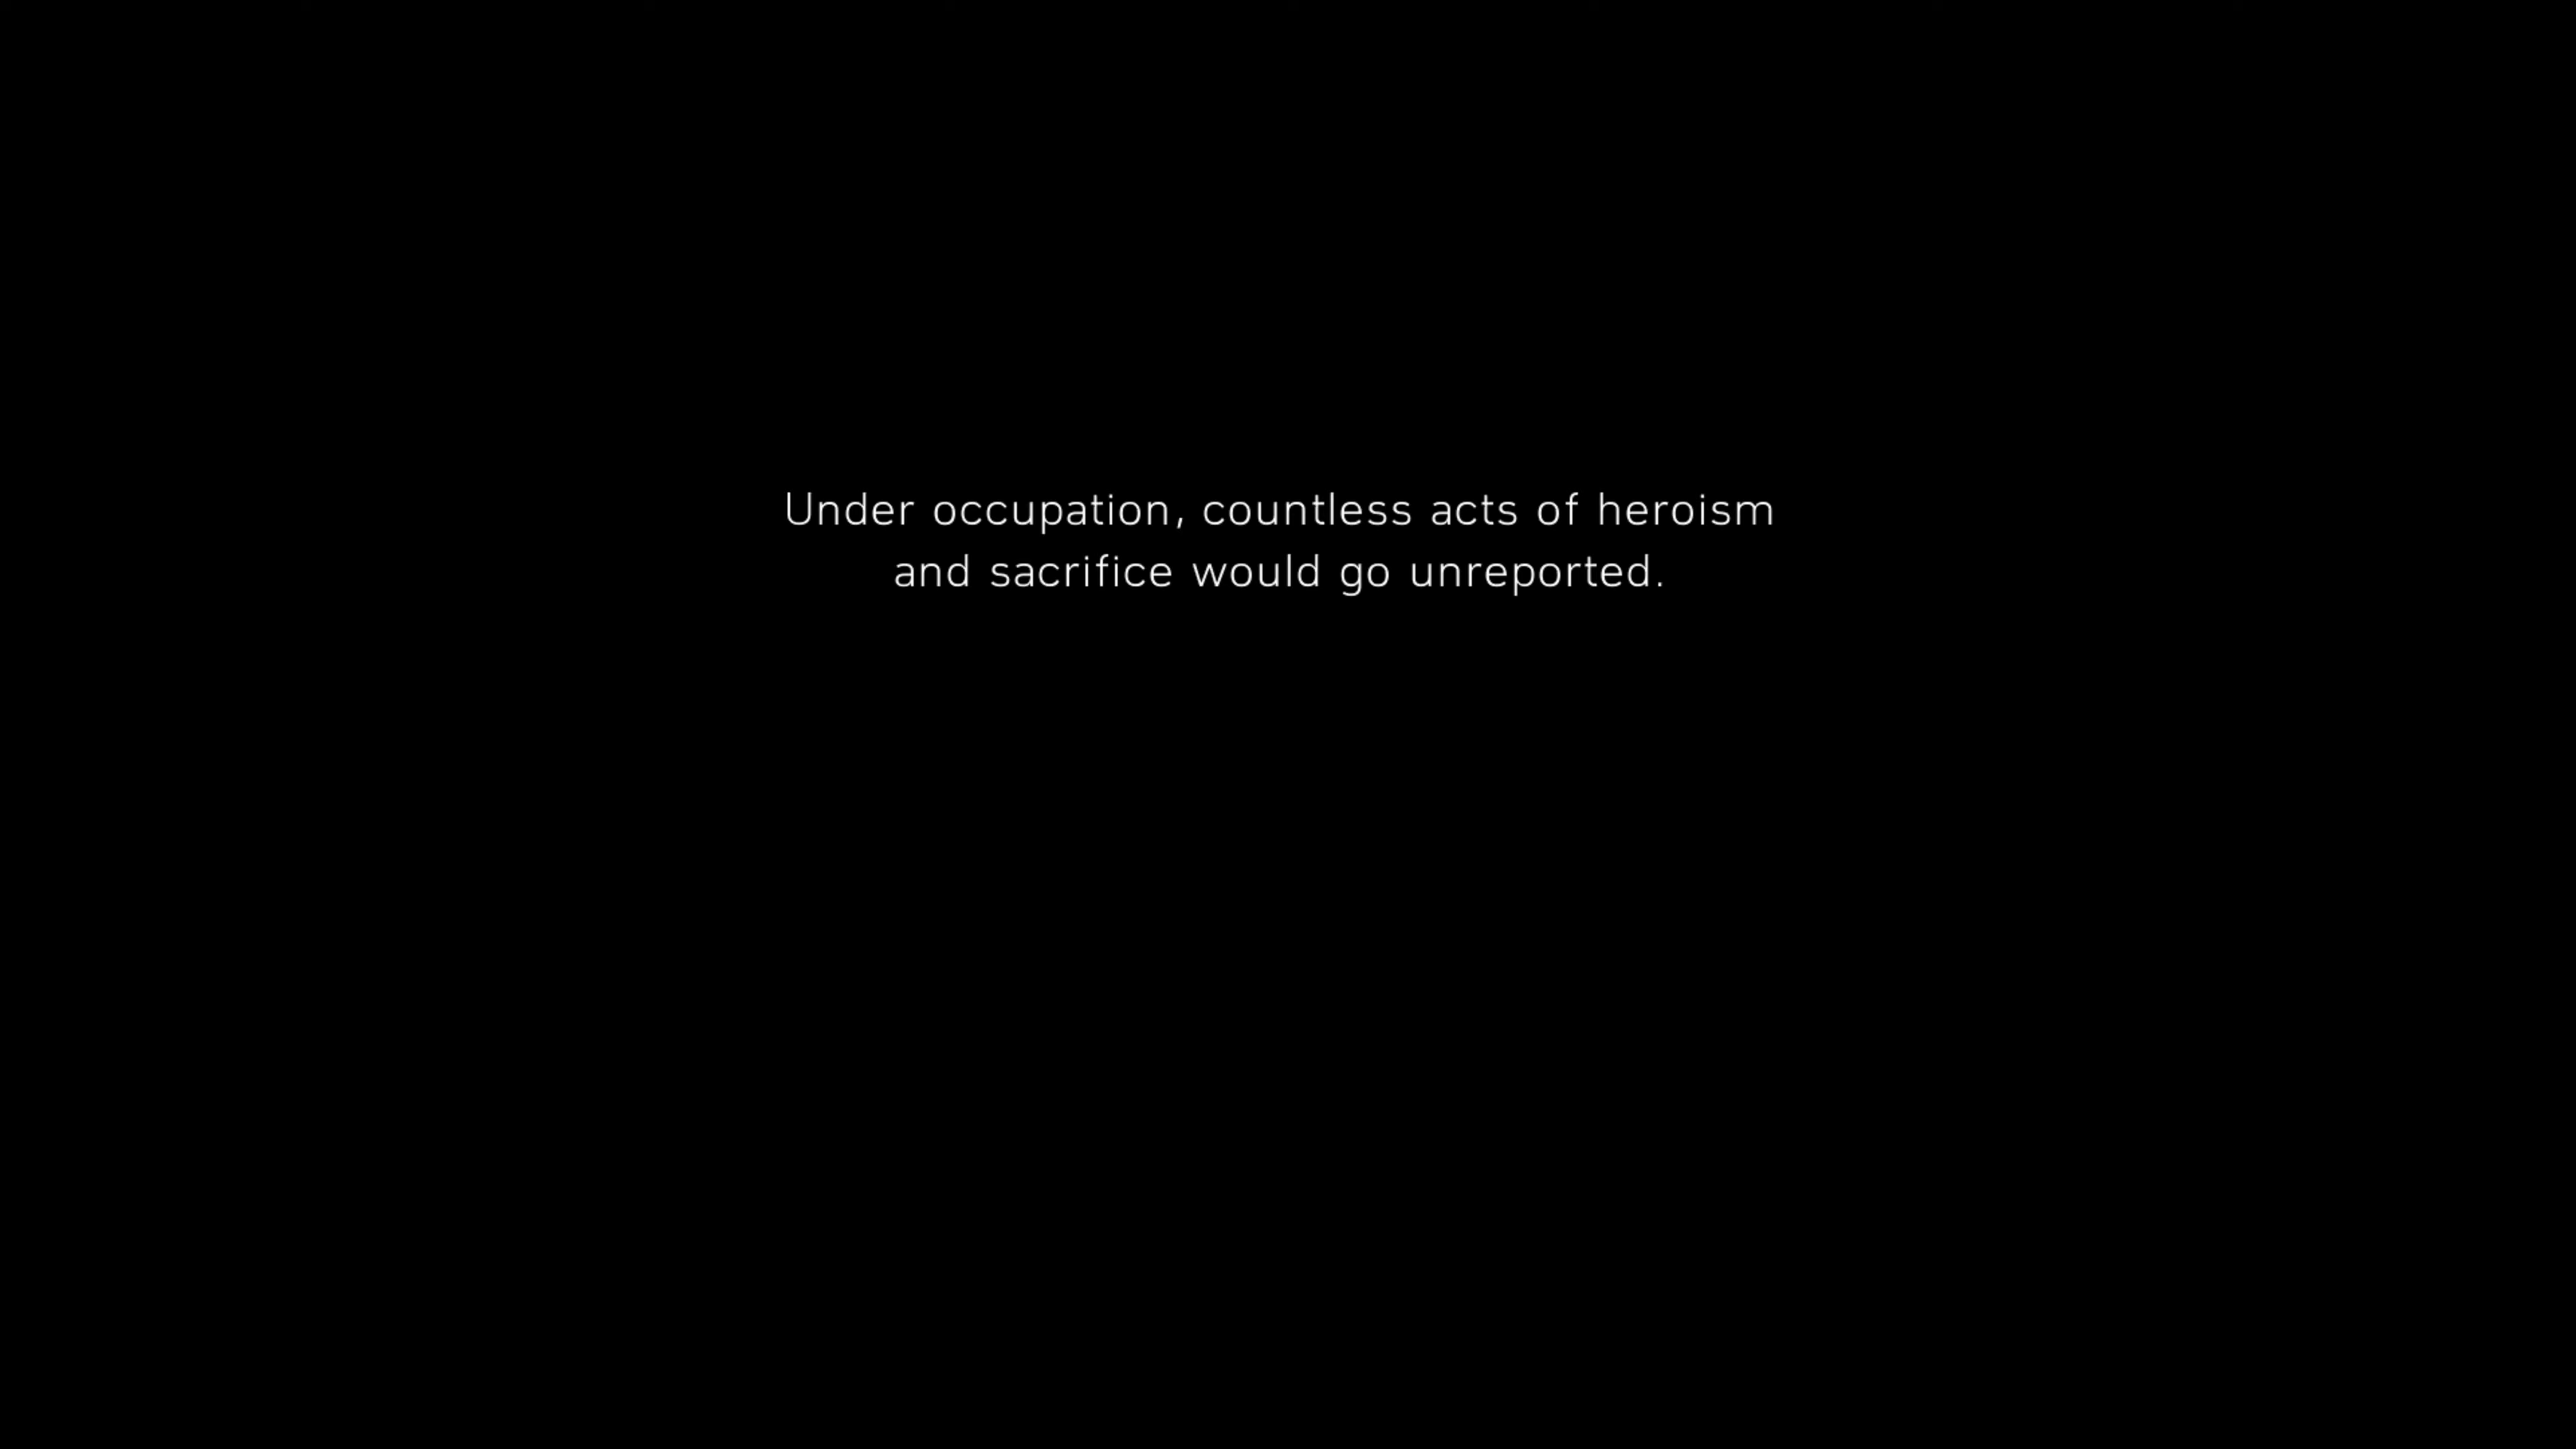 Under occupation, countless acts of heroism
and sacrifice would go unreported.